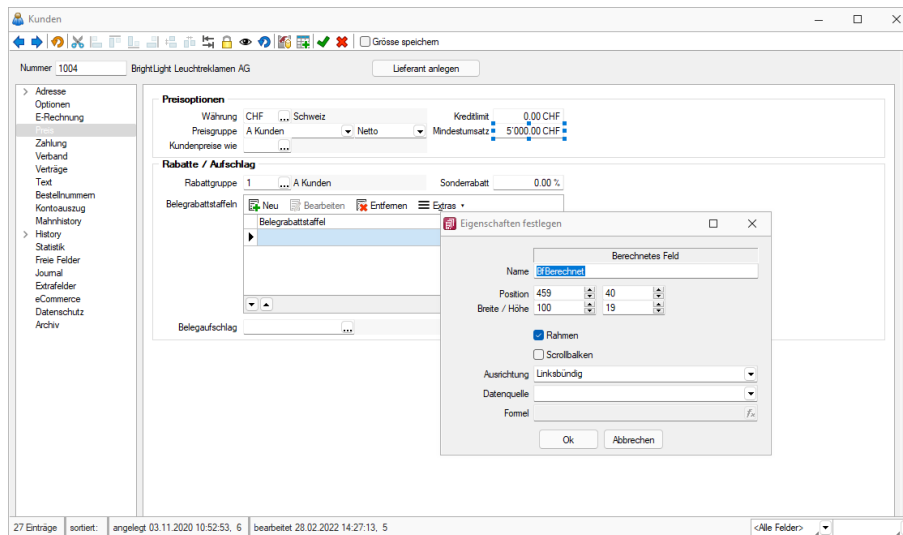 Kunden
Grösse speichern
Nummer 1004 BrightLight Leuchtreklamen AG Lieferant anlegen
Adresse
Optionen
E-Rechnung
Preis
Zahlung
Verband
Verträge
Text
Bestellnummern
Kontoauszug
Mahnhistory
History
Statistik
Freie Felder
Journal
Extrafelder
eCommerce
Datenschutz
Archiv
Preisoptionen
Währung CHF ... Schweiz Kreditlimit 0.00 CHF
Preisgruppe A Kunden Netto Mindestumsatz 5'000.00 CHF
Kundenpreise wie ...
Rabatte / Aufschlag
Rabattgruppe 1 ... A Kunden Sonderrabatt 0.00 %
Belegrabattstaffeln Neu Bearbeiten Entfernen Extras
Belegrabattstaffel
Belegaufschlag ...
Eigenschaften festlegen
Berechnetes Feld
Name BfBerechnet
Position 459 40
Breite / Höhe 100 19
Rahmen
Scrollbalken
Ausrichtung Linksbündig
Datenquelle
Formel fx
Ok Abbrechen
27 Einträge sortiert: angelegt 03.11.2020 10:52:53, 6 bearbeitet 28.02.2022 14:27:13, 5 <Alle Felder>